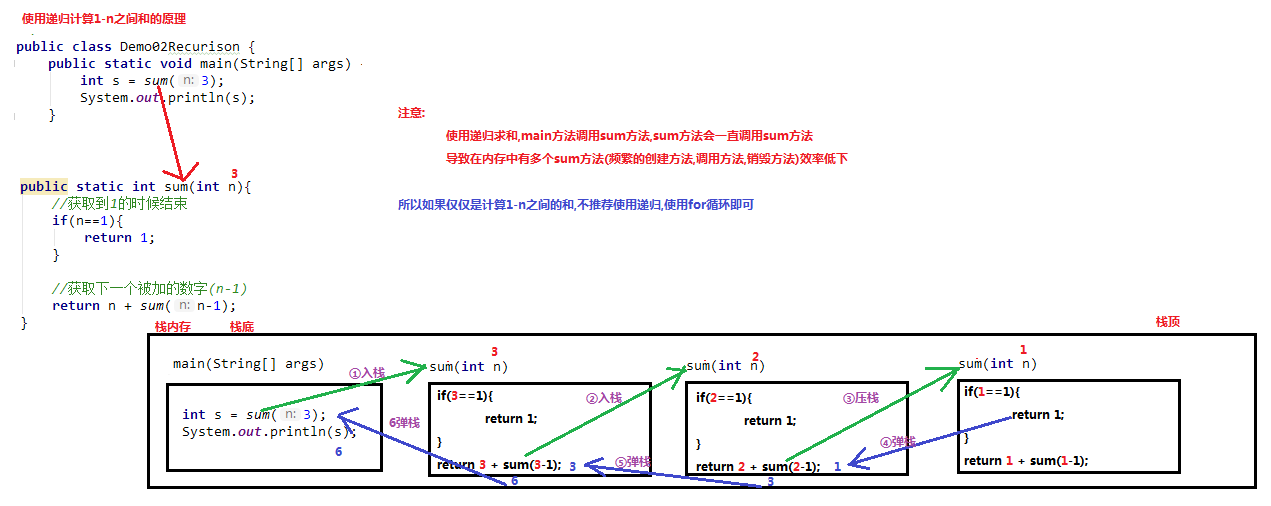 使用递归计算1-n之间和的原理
public class Demo02Recurison {
public static void main(String[] args)
int s = sum( n: 3);
System.out.println(s);
}
注意:
使用递归求和,main方法调用sum方法,sum方法会一直调用sum方法
导致在内存中有多个sum方法(频繁的创建方法,调用方法,销毁方法)效率低下
所以如果仅仅是计算1-n之间的和,不推荐使用递归,使用for循环即可
3
public static int sum(int n){
//获取到1的时候结束
if(n==1){
return 1;
}
//获取下一个被加的数字(n-1)
return n + sum( n: n-1);
}
栈内存 栈底 栈顶
main(String[] args)
①入栈
int s = sum( n: 3);
System.out.println(s);
6
6弹栈
3
sum(int n)
if(3==1){
return 1;
}
return 3 + sum(3-1); 3
6
②入栈
⑤弹栈
2
sum(int n)
if(2==1){
return 1;
}
return 2 + sum(2-1); 1
3
③压栈
④弹栈
1
sum(int n)
if(1==1){
return 1;
}
return 1 + sum(1-1);